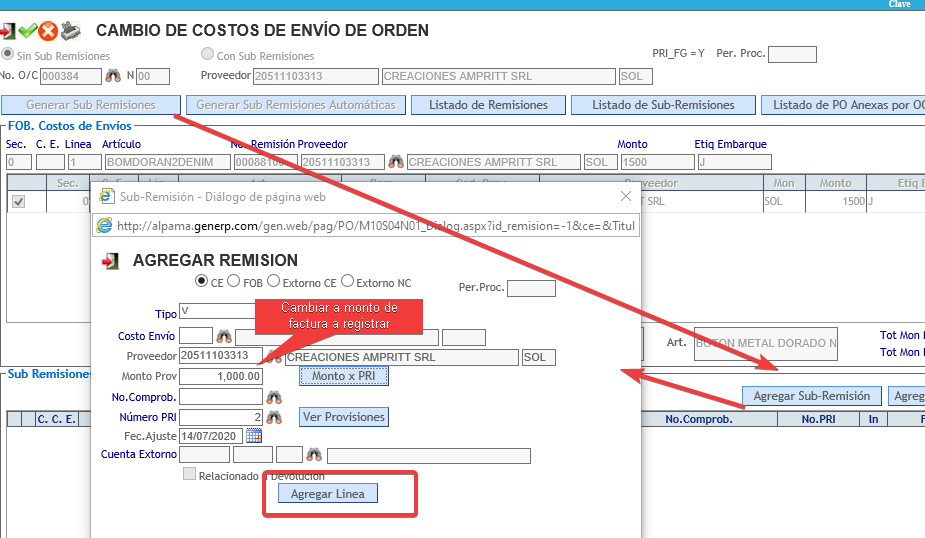 Clave
CAMBIO DE COSTOS DE ENVÍO DE ORDEN
Sin Sub Remisiones Con Sub Remisiones PRI_FG = Y Per. Proc.
No. O/C 000384 N 00 Proveedor 20511103313 CREACIONES AMPRITT SRL SOL
Generar Sub Remisiones Generar Sub Remisiones Automáticas Listado de Remisiones Listado de Sub-Remisiones Listado de PO Anexas por OC
FOB. Costos de Envíos
Sec. C. E. Linea Artículo No. Remisión Proveedor Monto Etiq Embarque
0 1 BOMDORAN2DENIM 00088100 20511103313 CREACIONES AMPRITT SRL SOL 1500 J
Sec. Proveedor Mon Monto Etiq E
0 SRL SOL 1500 J
Sub-Remisión - Diálogo de página web
http://alpama.generp.com/gen.web/pag/PO/M10S04N01_Dialog.aspx?id_remision=-1&ce=&Titul
AGREGAR REMISION
CE FOB Extorno CE Extorno NC Per.Proc.
Tipo V
Cambiar a monto de
factura a registrar
Costo Envío
Proveedor 20511103313 CREACIONES AMPRITT SRL SOL
Monto Prov 1,000.00 Monto x PRI
No.Comprob.
Número PRI 2 Ver Provisiones
Fec.Ajuste 14/07/2020
Cuenta Extorno
Relacionado a Devolución
Agregar Linea
Art. BOTON METAL DORADO N Tot Mon
Tot Mon
Sub Remisiones
Agregar Sub-Remisión Agreg
C. C. E. No.Comprob. No.PRI In F